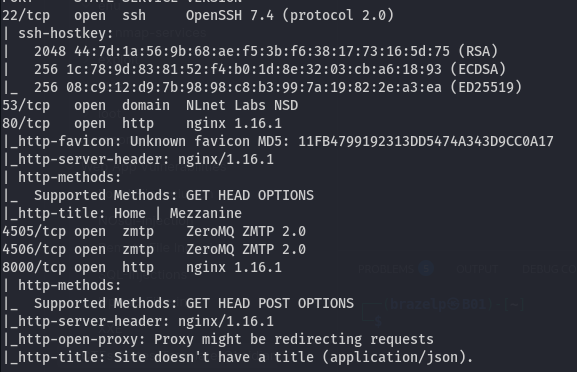 PORT STATE SERVICE VERSION
22/tcp open ssh OpenSSH 7.4 (protocol 2.0)
| ssh-hostkey:
| 2048 44:7d:1a:56:9b:68:ae:f5:3b:f6:38:17:73:16:5d:75 (RSA)
| 256 1c:78:9d:83:81:52:f4:b0:1d:8e:32:03:cb:a6:18:93 (ECDSA)
|_ 256 08:c9:12:d9:7b:98:98:c8:b3:99:7a:19:82:2e:a3:ea (ED25519)
53/tcp open domain NLnet Labs NSD
80/tcp open http nginx 1.16.1
|_http-favicon: Unknown favicon MD5: 11FB4799192313DD5474A343D9CC0A17
|_http-server-header: nginx/1.16.1
| http-methods:
|_ Supported Methods: GET HEAD OPTIONS
|_http-title: Home | Mezzanine
4505/tcp open zmtp ZeroMQ ZMTP 2.0
4506/tcp open zmtp ZeroMQ ZMTP 2.0
8000/tcp open http nginx 1.16.1
| http-methods:
|_ Supported Methods: GET HEAD POST OPTIONS
|_http-server-header: nginx/1.16.1
|_http-open-proxy: Proxy might be redirecting requests
|_http-title: Site doesn't have a title (application/json).